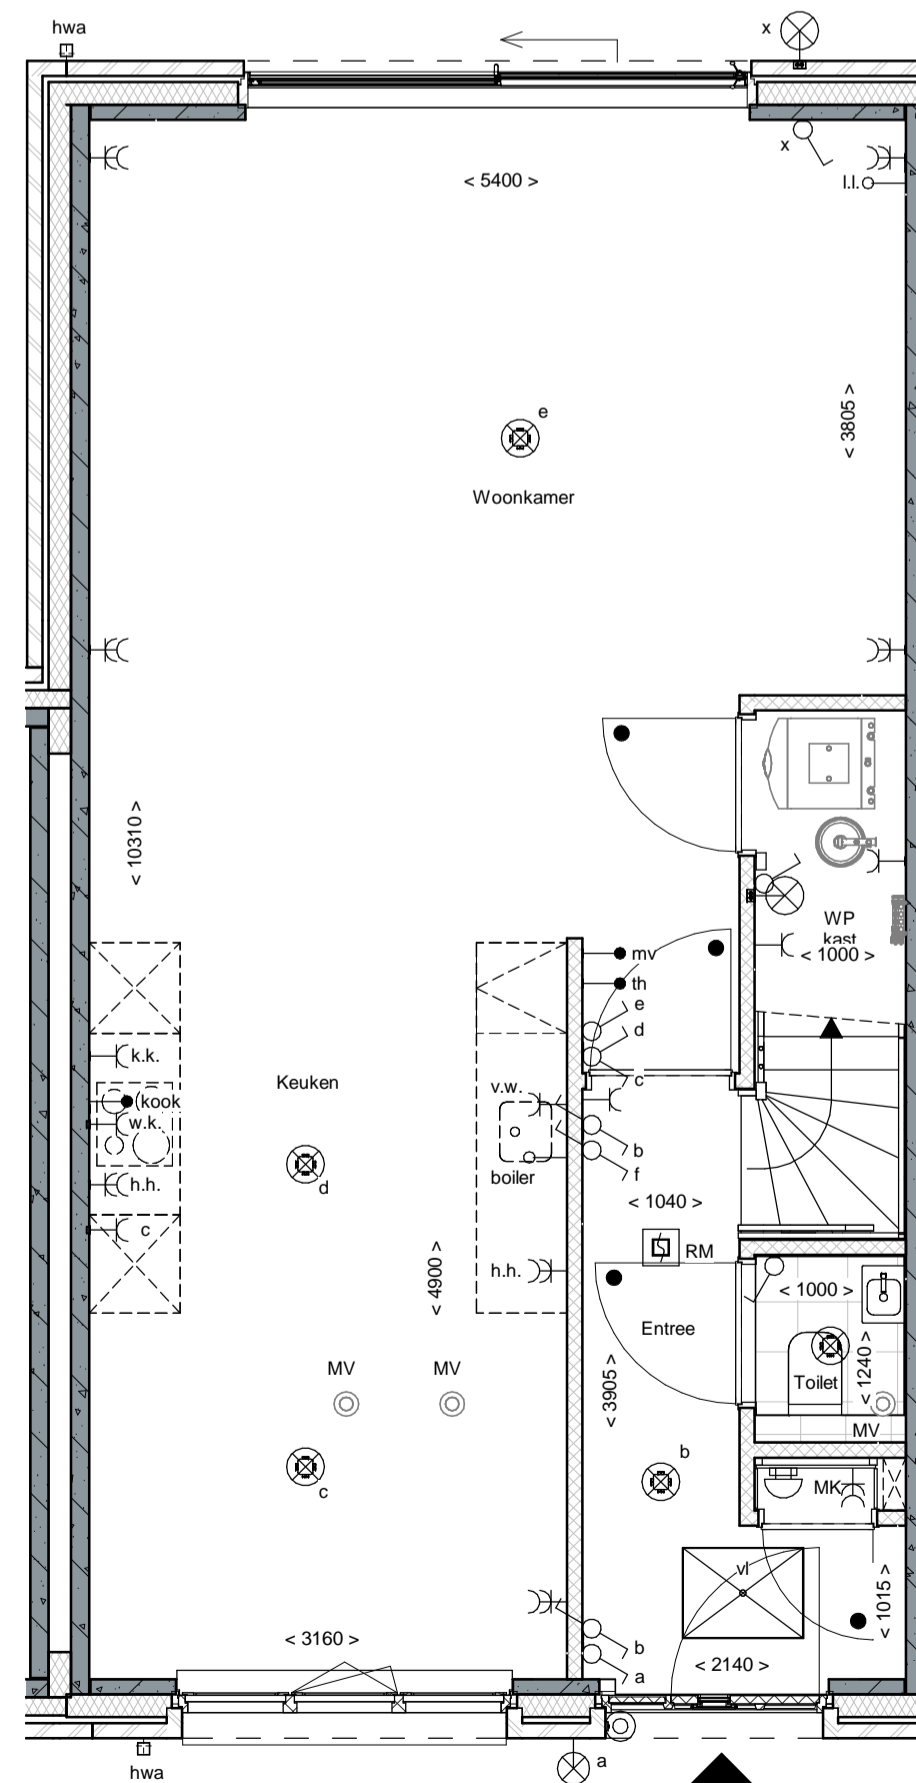 hwa
x
x
< 5400 >
l.l.
< 3805 >
e
Woonkamer
< 10310 >
WP
kast
< 1000 >
mv
th
e
d
c
k.k.
Keuken
v.w.
kook
w.k.
b
f
h.h.
d
boiler
< 1040 >
c
RM
h.h.
< 4900 >
< 1000 >
Entree
< 3905 >
< 1240 >
MV
MV
Toilet
MV
b
c
MK
vl
< 1015 >
< 3160 >
b
a
< 2140 >
hwa
a